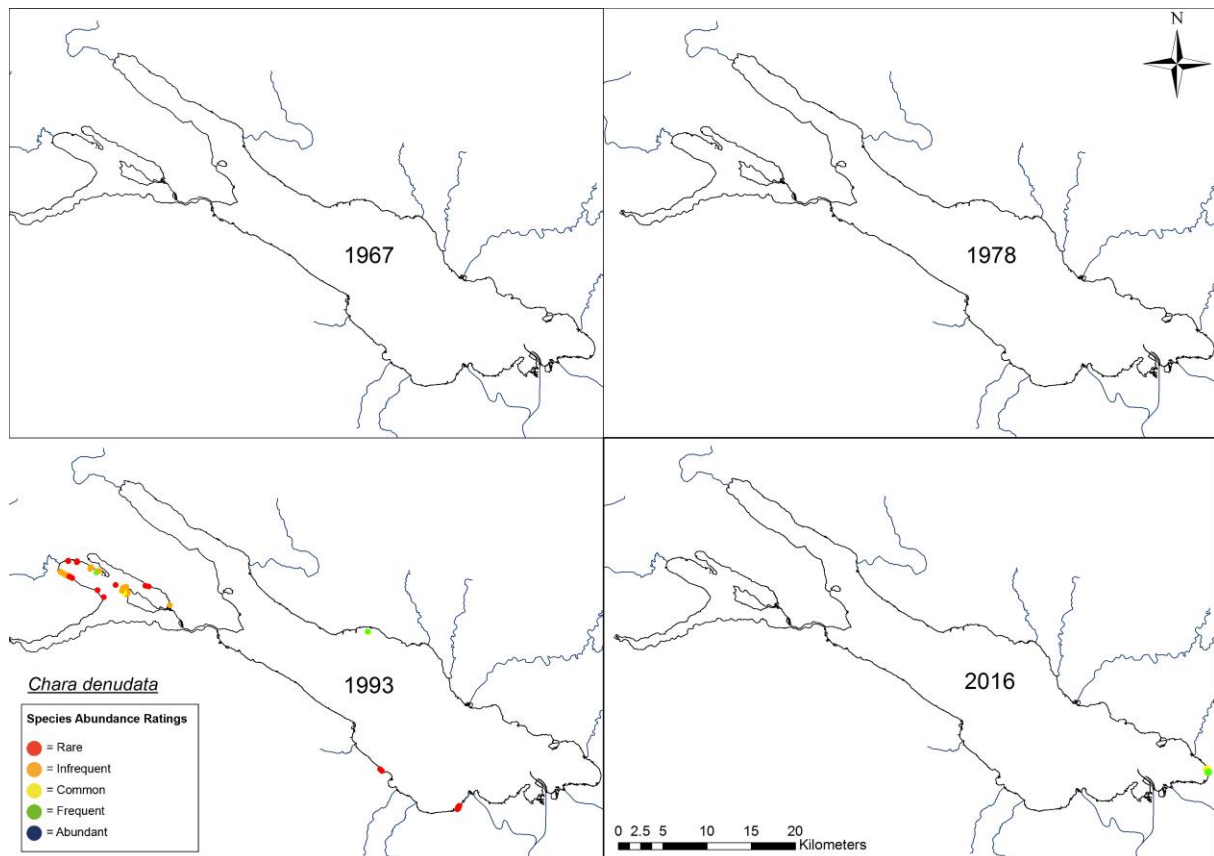 N
1967
1978
1993
2016
Chara denudata
Species Abundance Ratings
= Rare
= Infrequent
= Common
= Frequent
= Abundant
0 2.5 5 10 15 20
Kilometers